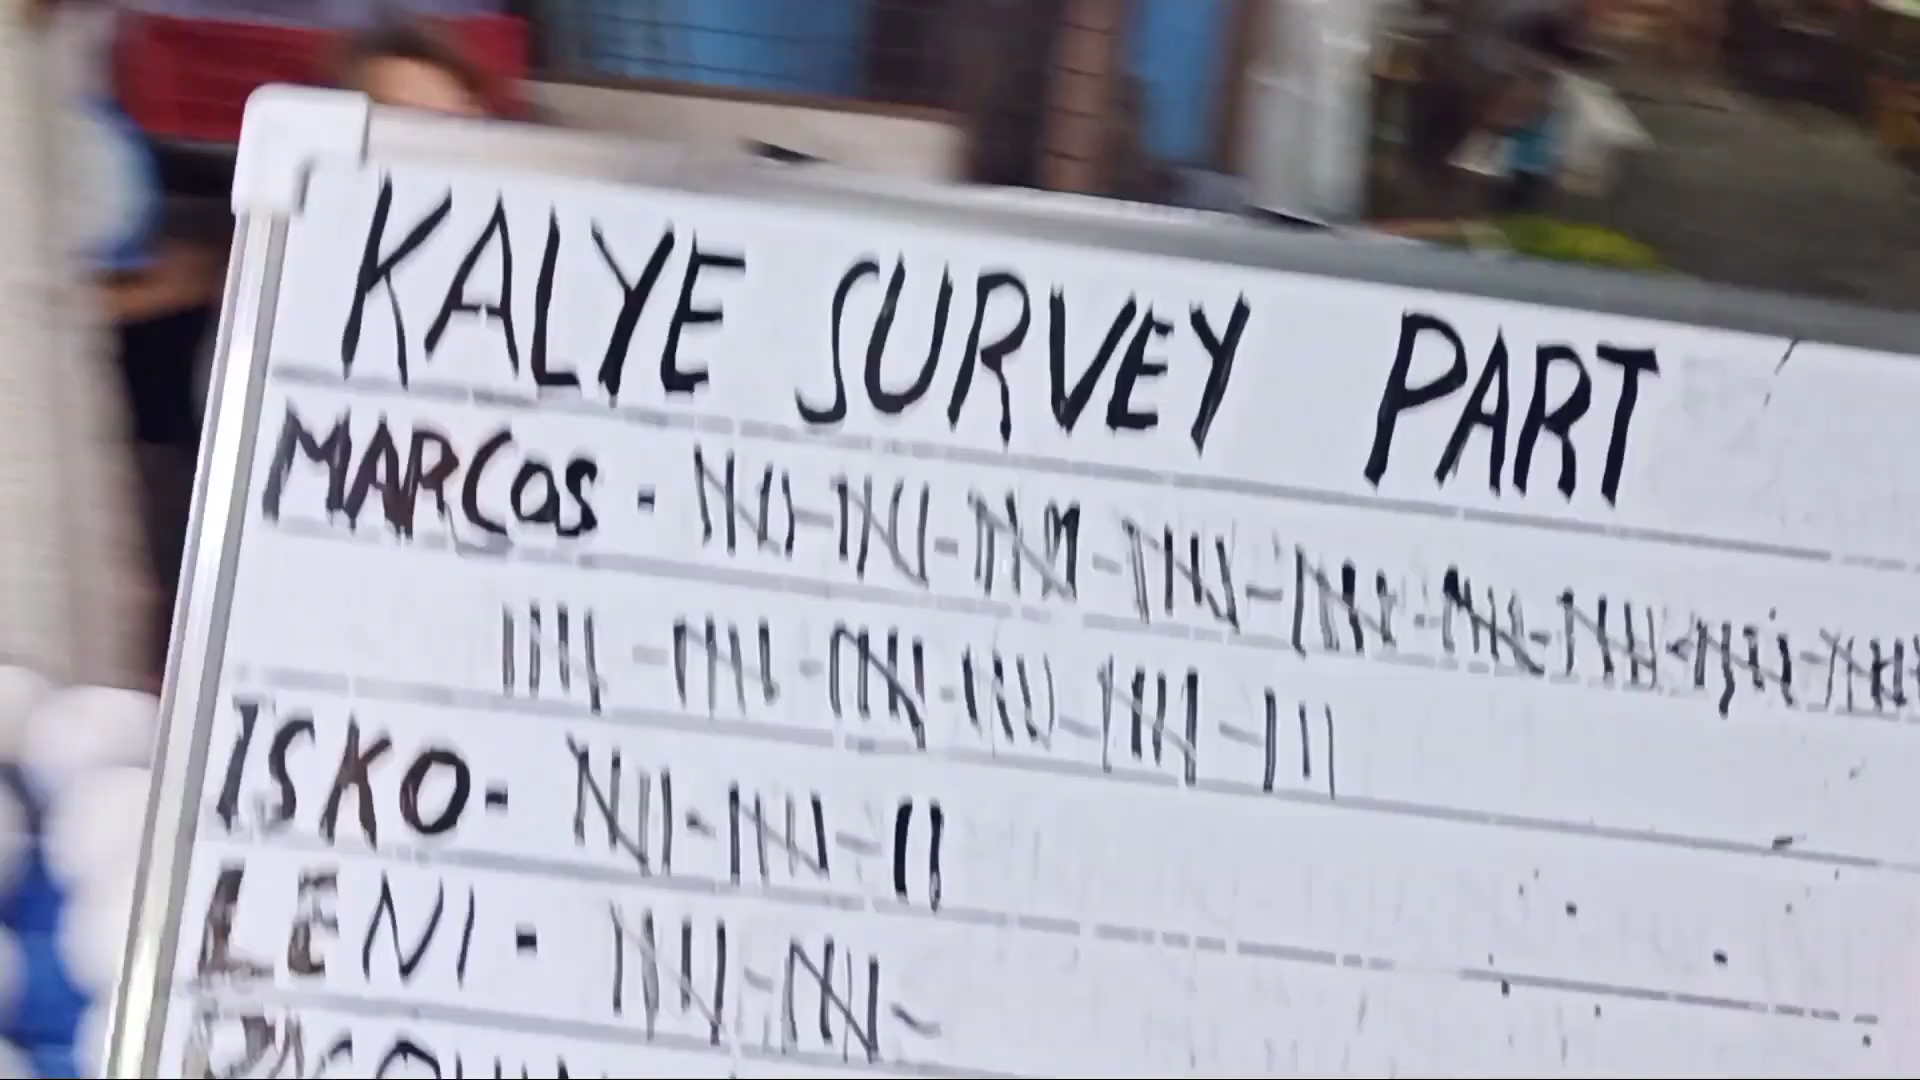 KALYE SURVEY PART
MARCOS -
ISKO -
LENI -